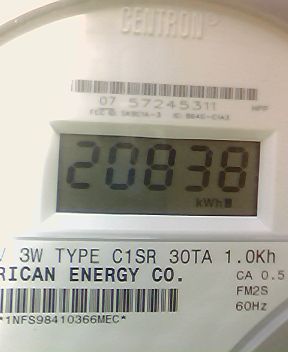 CENTRON®
07 57245311
20838
kWh
V 3W TYPE C1SR 30TA 1.0Kh
RICAN ENERGY CO.
CA 0.5
FM2S
60Hz
*1NFS98410366MEC*